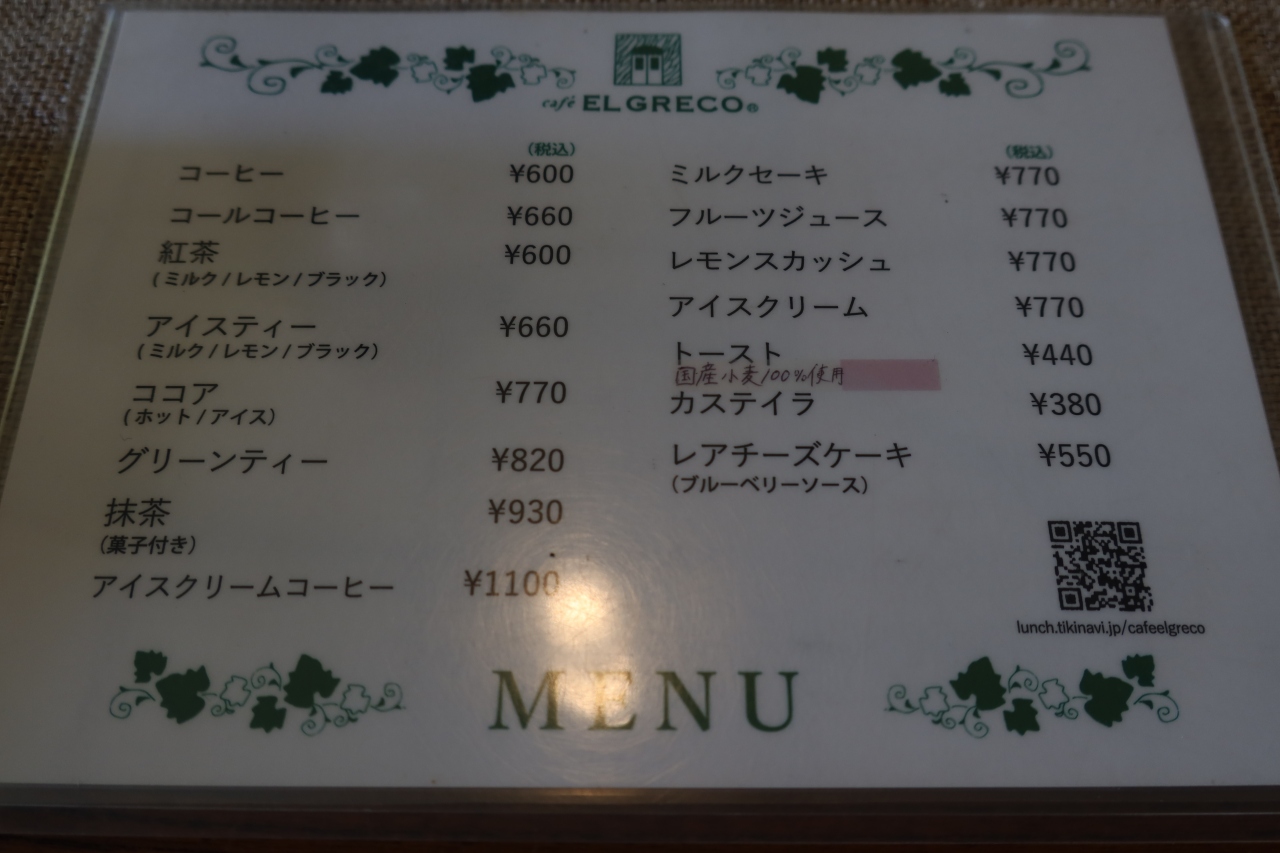 café EL GRECO®
(税込)
コーヒー ¥600
コールコーヒー ¥660
紅茶 ¥600
(ミルク/レモン/ブラック)
アイスティー ¥660
(ミルク/レモン/ブラック)
ココア ¥770
(ホット/アイス)
グリーンティー ¥820
抹茶 ¥930
(菓子付き)
アイスクリームコーヒー ¥1100
(税込)
ミルクセーキ ¥770
フルーツジュース ¥770
レモンスカッシュ ¥770
アイスクリーム ¥770
トースト ¥440
国産小麦100%使用
カステイラ ¥380
レアチーズケーキ ¥550
(ブルーベリーソース)
lunch.tikinavi.jp/cafeelgreco
MENU